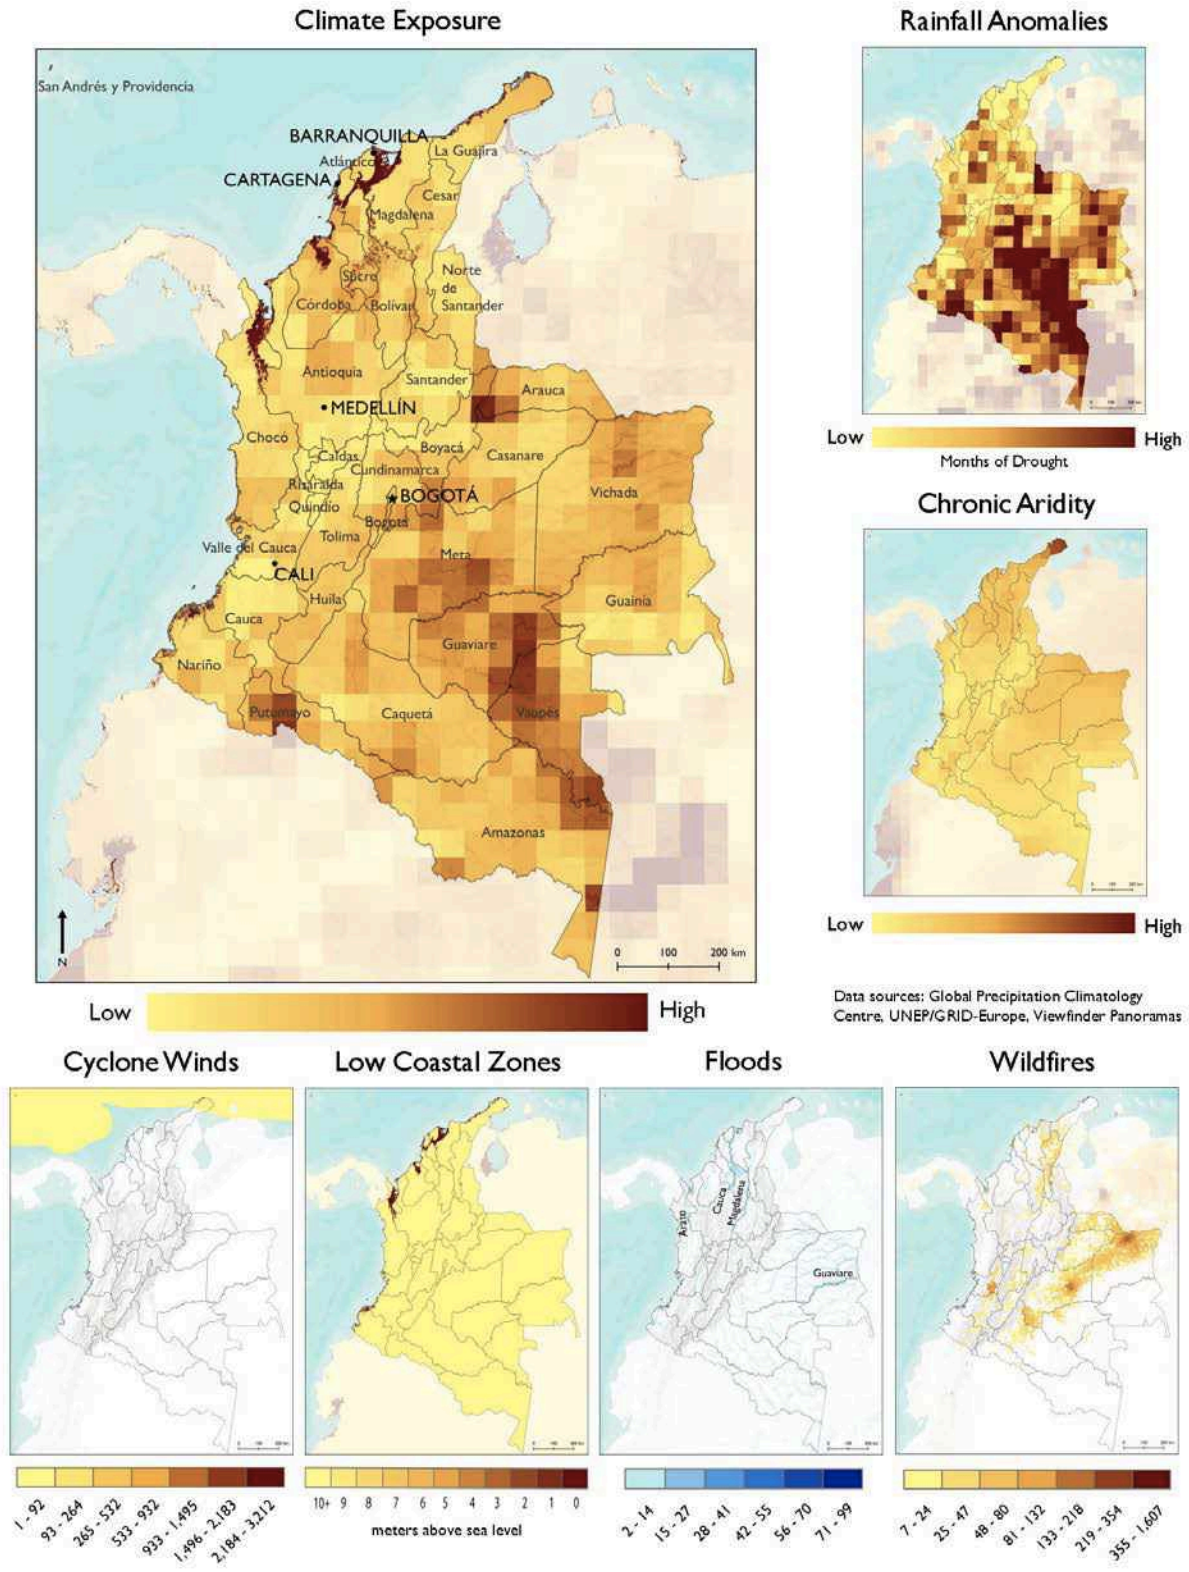 Climate Exposure
Rainfall Anomalies
San Andrés y Providencia
BARRANQUILLA
Atlántico
La Guajira
CARTAGENA
Cesar
Magdalena
Sucre
Norte
de
Santander
Córdoba
Bolívar
Antioquia
Santander
Arauca
MEDELLÍN
Chocó
Boyacá
Caldas
Casanare
Cundinamarca
Risaralda
BOGOTÁ
Vichada
Quindío
Bogota
Tolima
Valle del Cauca
Meta
CALI
Huila
Guainía
Cauca
Guaviare
Nariño
Putumayo
Caquetá
Vaupés
Amazonas
N
0 100 200 km
Low High
Low High
Months of Drought
Chronic Aridity
Low High
Data sources: Global Precipitation Climatology
Centre, UNEP/GRID-Europe, Viewfinder Panoramas
Cyclone Winds
Low Coastal Zones
Floods
Wildfires
Cauca
Magdalena
Guaviare
1 - 92
93 - 264
265 - 532
533 - 932
933 - 1,495
1,496 - 2,183
2,184 - 3,212
10+ 9 8 7 6 5 4 3 2 1 0
meters above sea level
2 - 14
15 - 27
28 - 41
42 - 55
56 - 70
71 - 99
7 - 24
25 - 47
48 - 80
81 - 132
133 - 218
219 - 354
355 - 1,607